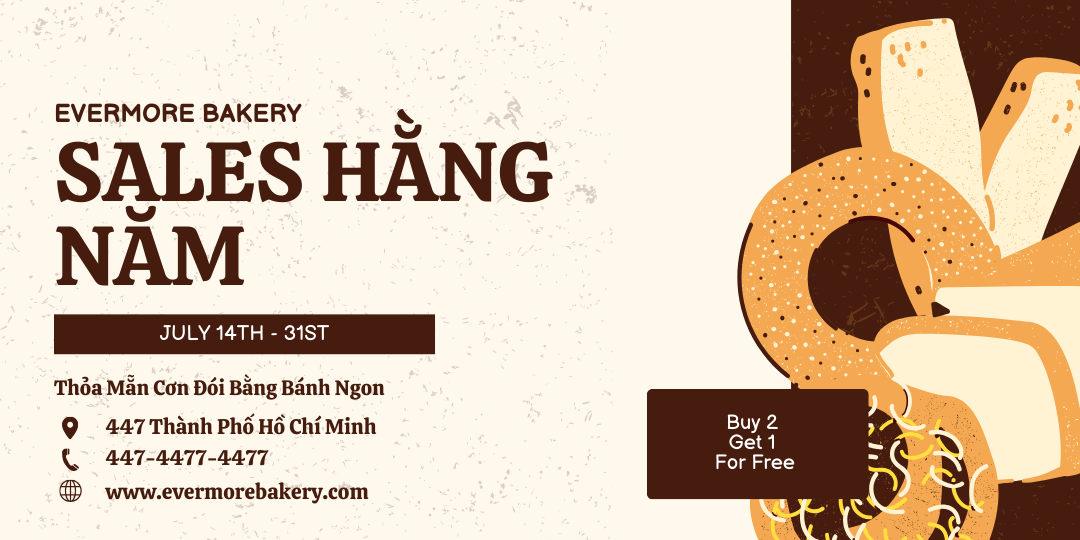 EVERMORE BAKERY
SALES HẰNG
NĂM
JULY 14TH - 31ST
Thỏa Mãn Cơn Đói Bằng Bánh Ngon
447 Thành Phố Hồ Chí Minh
447-4477-4477
www.evermorebakery.com
Buy 2
Get 1
For Free